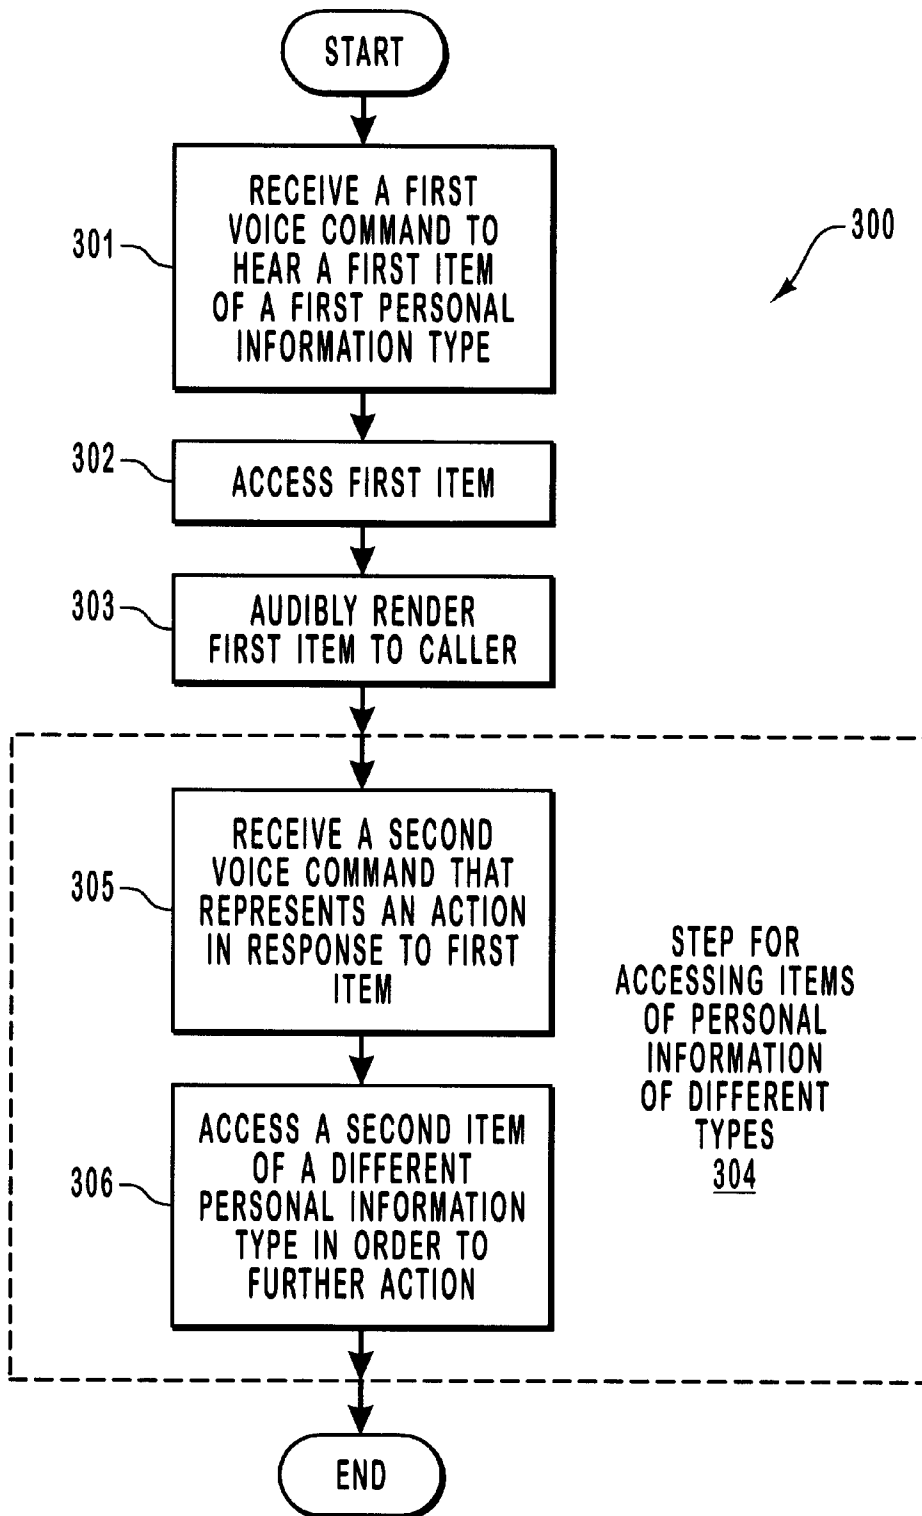 START
301
RECEIVE A FIRST
VOICE COMMAND TO
HEAR A FIRST ITEM
OF A FIRST PERSONAL
INFORMATION TYPE
300
302
ACCESS FIRST ITEM
303
AUDIBLY RENDER
FIRST ITEM TO CALLER
305
RECEIVE A SECOND
VOICE COMMAND THAT
REPRESENTS AN ACTION
IN RESPONSE TO FIRST
ITEM
306
ACCESS A SECOND ITEM
OF A DIFFERENT
PERSONAL INFORMATION
TYPE IN ORDER TO
FURTHER ACTION
STEP FOR
ACCESSING ITEMS
OF PERSONAL
INFORMATION
OF DIFFERENT
TYPES
304
END